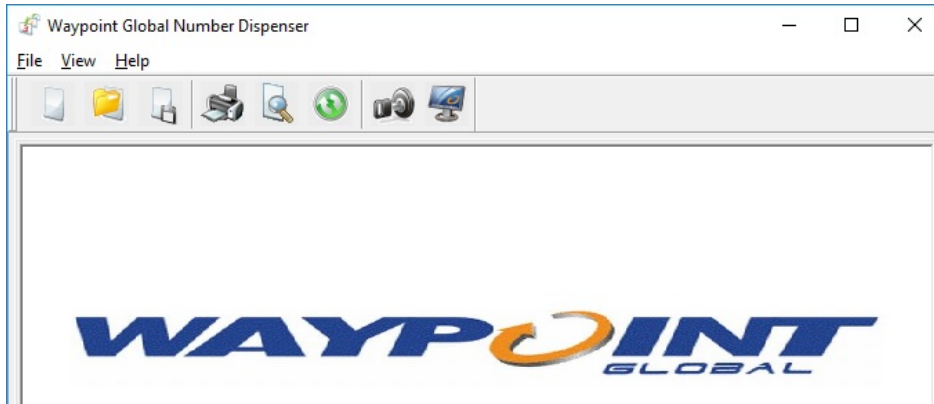 Waypoint Global Number Dispenser
File View Help
WAYPOINT
GLOBAL